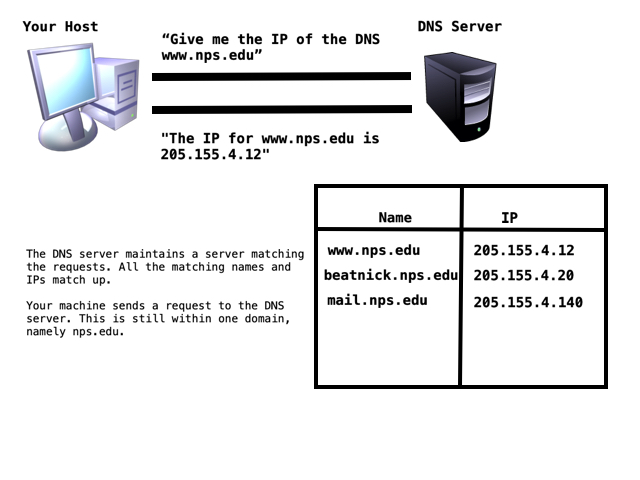 Your Host
DNS Server
“Give me the IP of the DNS
www.nps.edu”
"The IP for www.nps.edu is
205.155.4.12"
Name IP
www.nps.edu 205.155.4.12
beatnick.nps.edu 205.155.4.20
mail.nps.edu 205.155.4.140
The DNS server maintains a server matching
the requests. All the matching names and
IPs match up.
Your machine sends a request to the DNS
server. This is still within one domain,
namely nps.edu.